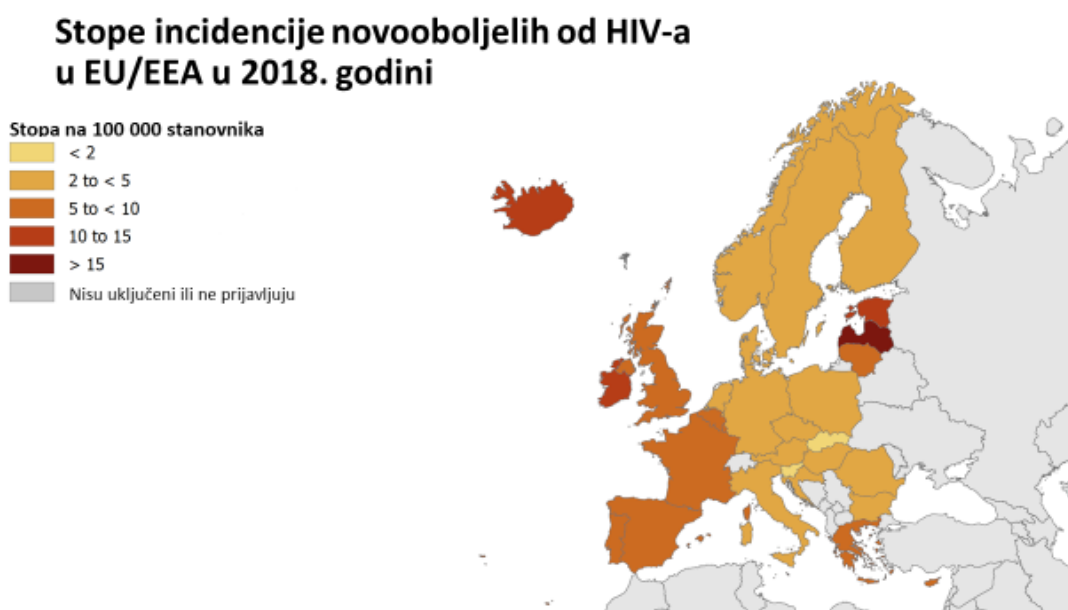 Stope incidencije novooboljelih od HIV-a
u EU/EEA u 2018. godini
Stopa na 100 000 stanovnika
< 2
2 to < 5
5 to < 10
10 to 15
> 15
Nisu uključeni ili ne prijavljuju